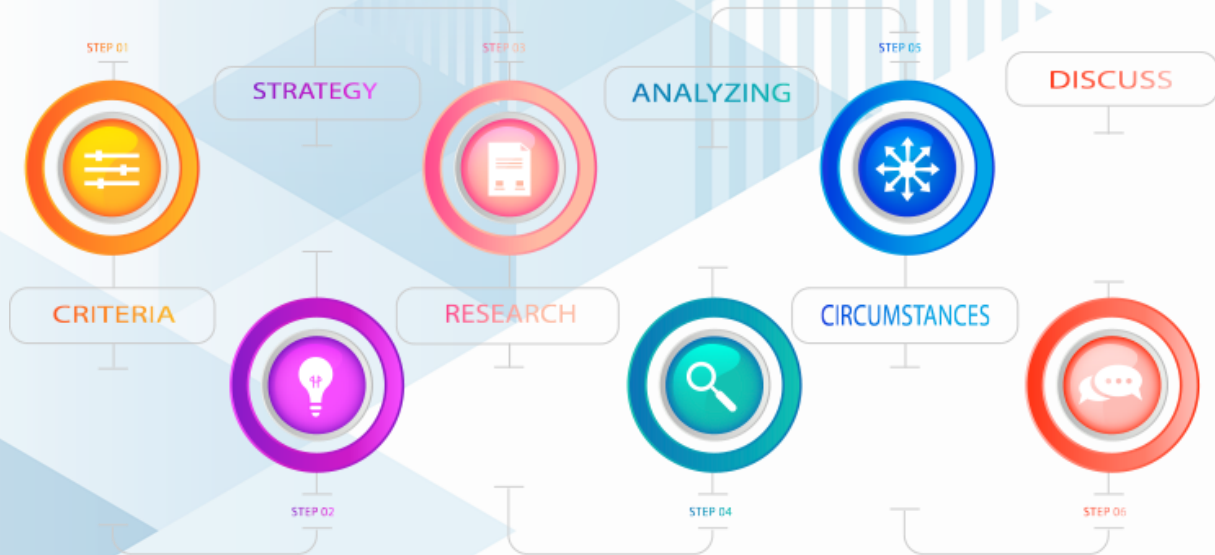 STEP 01
CRITERIA
STRATEGY
STEP 02
STEP 03
RESEARCH
ANALYZING
STEP 04
STEP 05
CIRCUMSTANCES
DISCUSS
STEP 06